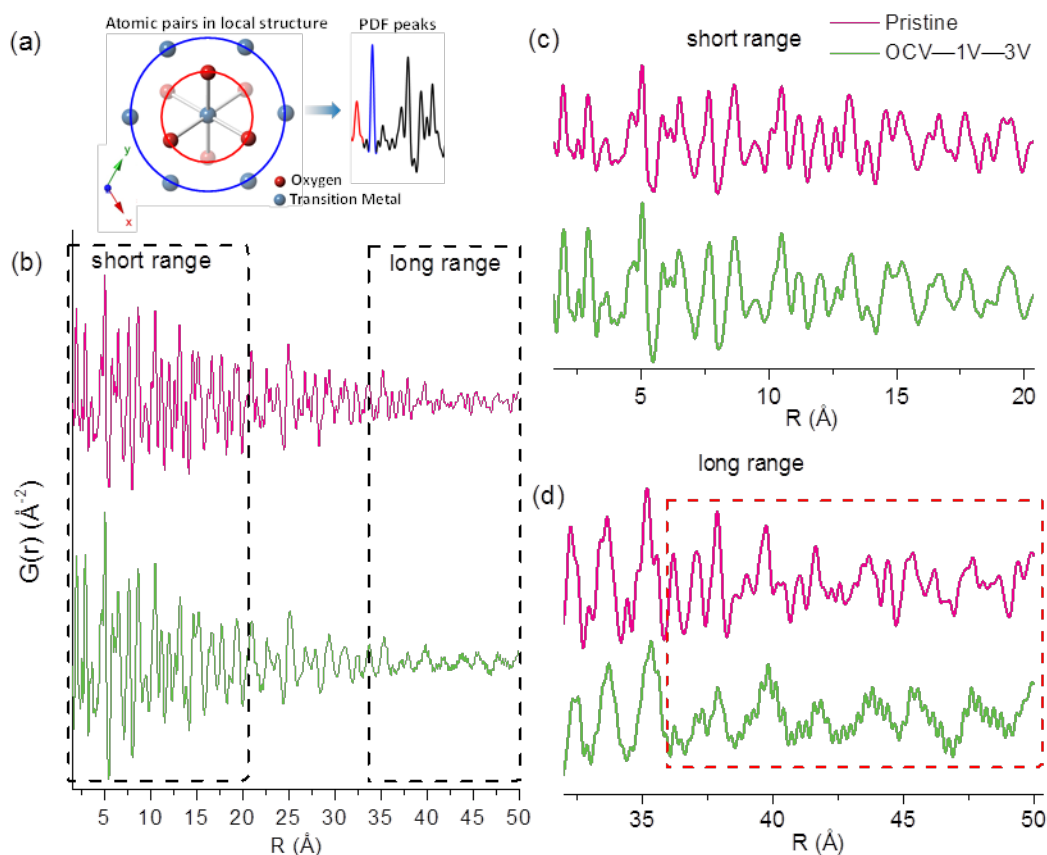 (a)
Atomic pairs in local structure
PDF peaks
y
x
Oxygen
Transition Metal
(b)
short range
long range
G(r) (Å-2)
5 10 15 20 25 30 35 40 45 50
R (Å)
(c)
short range
Pristine
OCV—1V—3V
5 10 15 20
R (Å)
long range
(d)
35 40 45 50
R (Å)